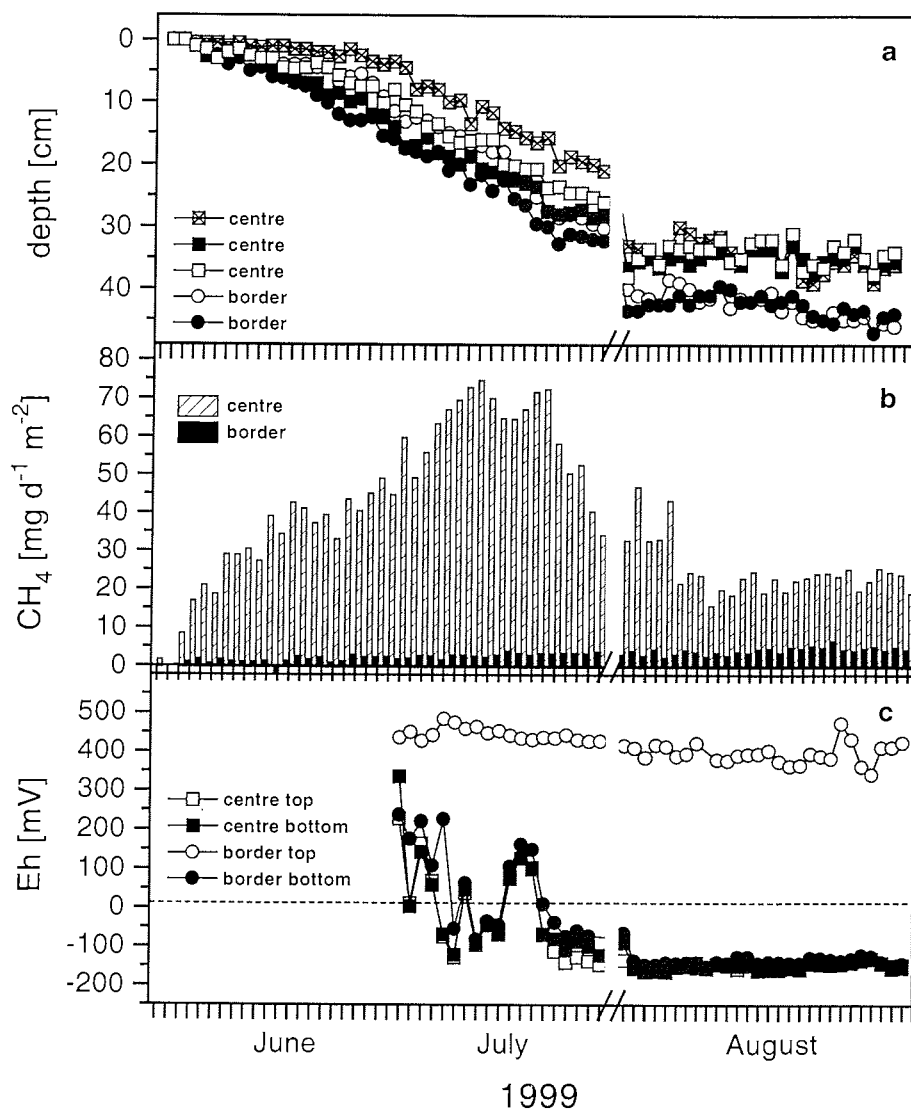 a
0
10
20
30
40
depth [cm]
centre
centre
centre
border
border
b
80
70
60
50
40
30
20
10
0
CH4 [mg d-1 m-2]
centre
border
c
500
400
300
200
100
0
-100
-200
Eh [mV]
centre top
centre bottom
border top
border bottom
June July August
1999